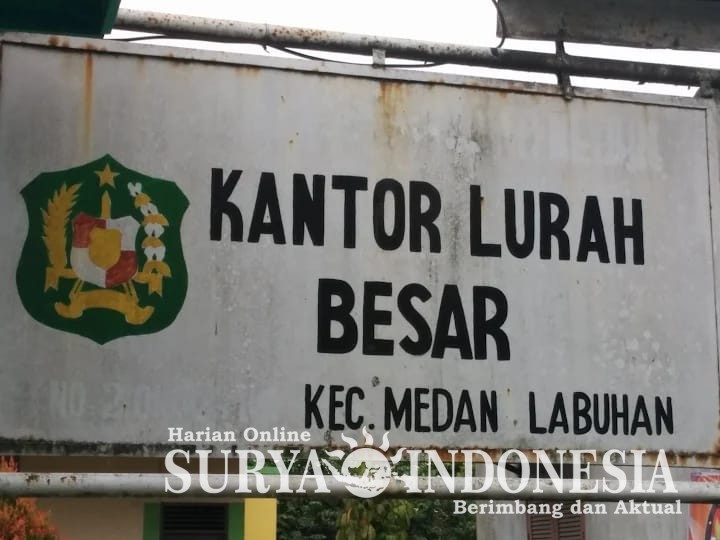 KANTOR LURAH
BESAR
KEC. MEDAN LABUHAN
Harian Online
SURYA INDONESIA
Berimbang dan Aktual